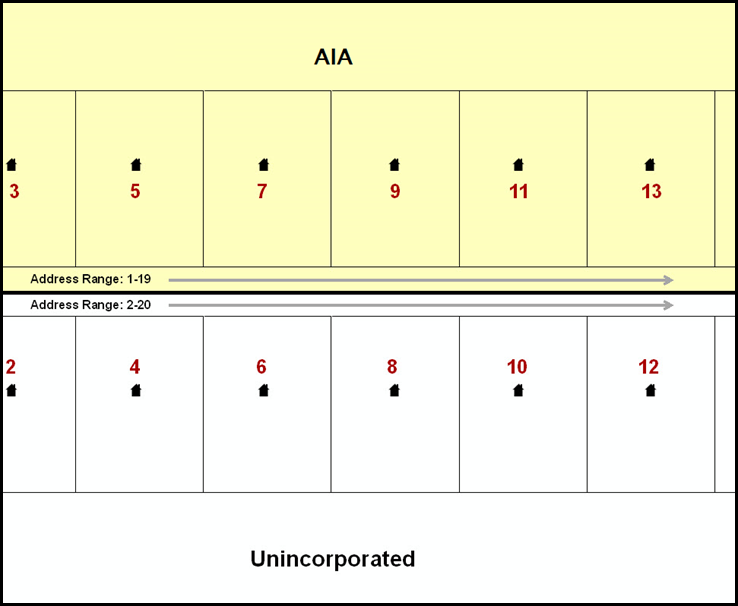 AIA
3 5 7 9 11 13
Address Range: 1-19
Address Range: 2-20
2 4 6 8 10 12
Unincorporated